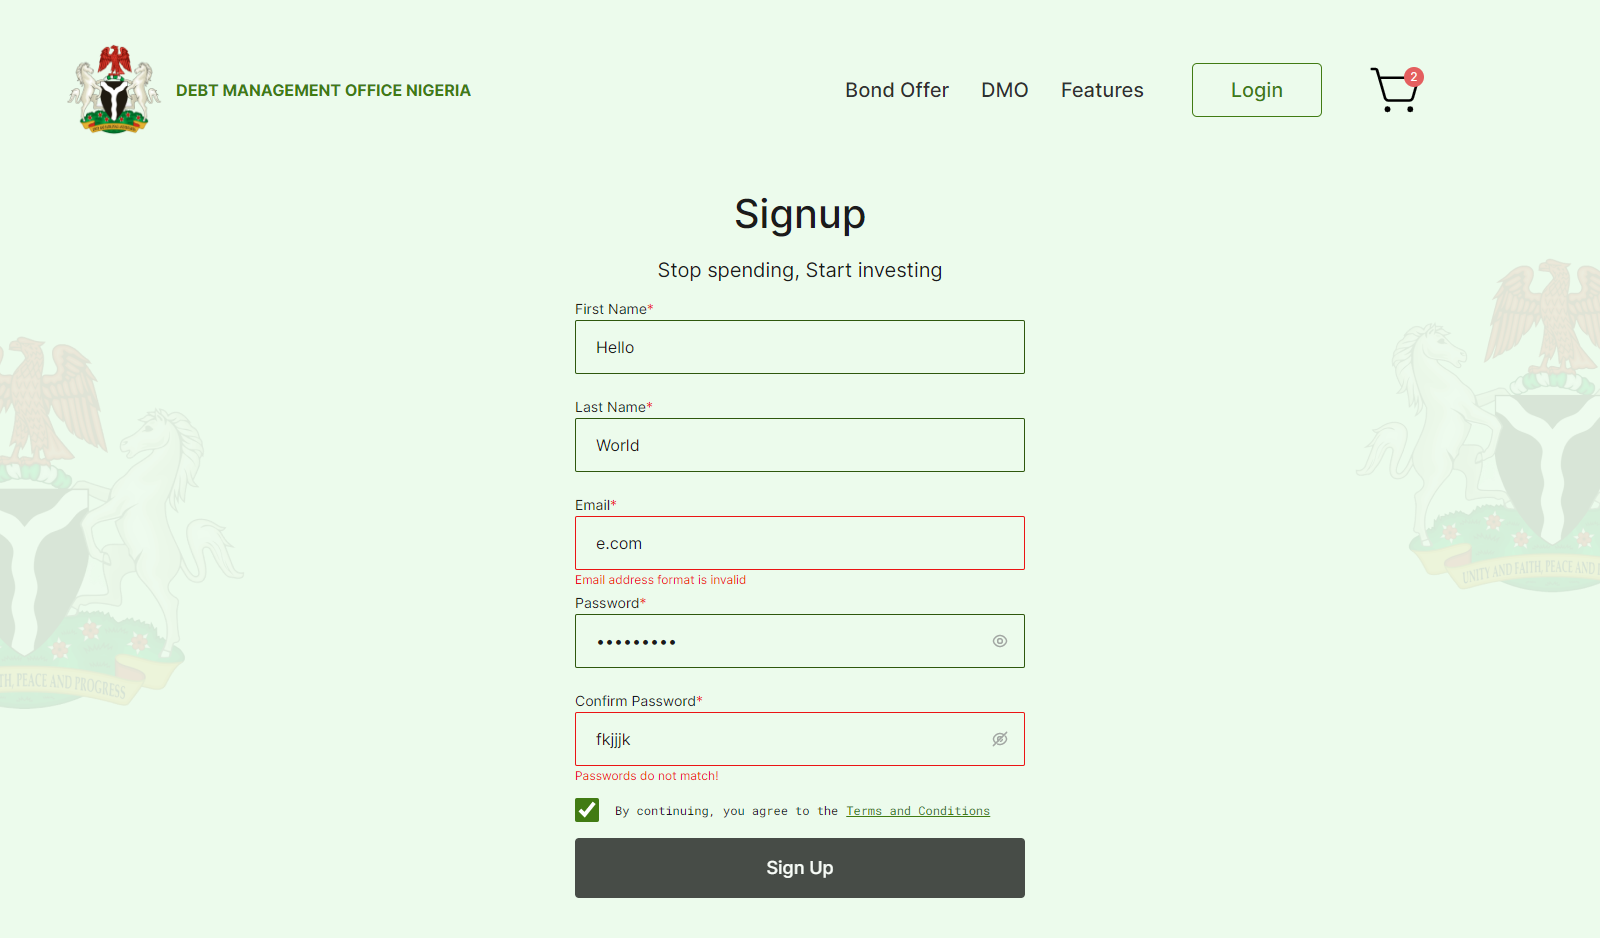 DEBT MANAGEMENT OFFICE NIGERIA
Bond Offer
DMO
Features
Login
2
Signup
Stop spending, Start investing
First Name*
Hello
Last Name*
World
Email*
e.com
Email address format is invalid
Password*
•••••••••
Confirm Password*
fkjjjk
Passwords do not match!
By continuing, you agree to the Terms and Conditions
Sign Up
UNITY AND FAITH, PEACE AND
PEACE AND PROGRESS